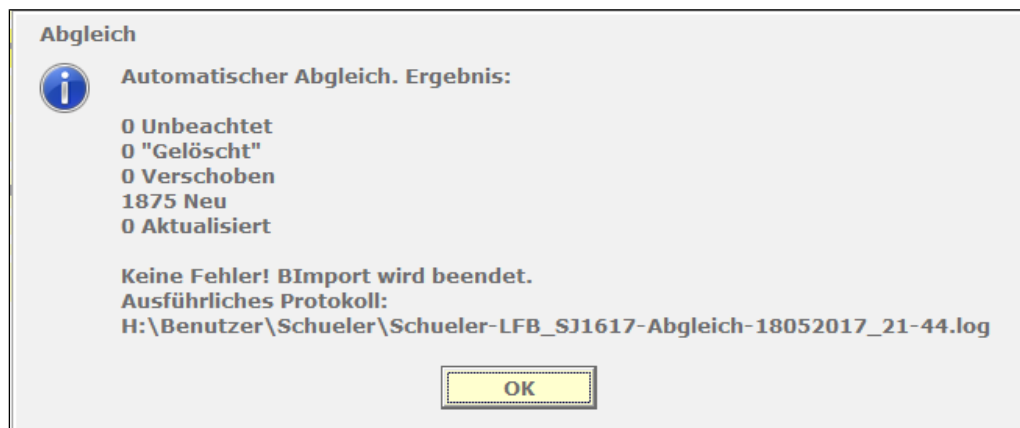 Abgleich
Automatischer Abgleich. Ergebnis:
0 Unbeachtet
0 "Gelöscht"
0 Verschoben
1875 Neu
0 Aktualisiert
Keine Fehler! BImport wird beendet.
Ausführliches Protokoll:
H:\Benutzer\Schueler\Schueler-LFB_SJ1617-Abgleich-18052017_21-44.log
OK